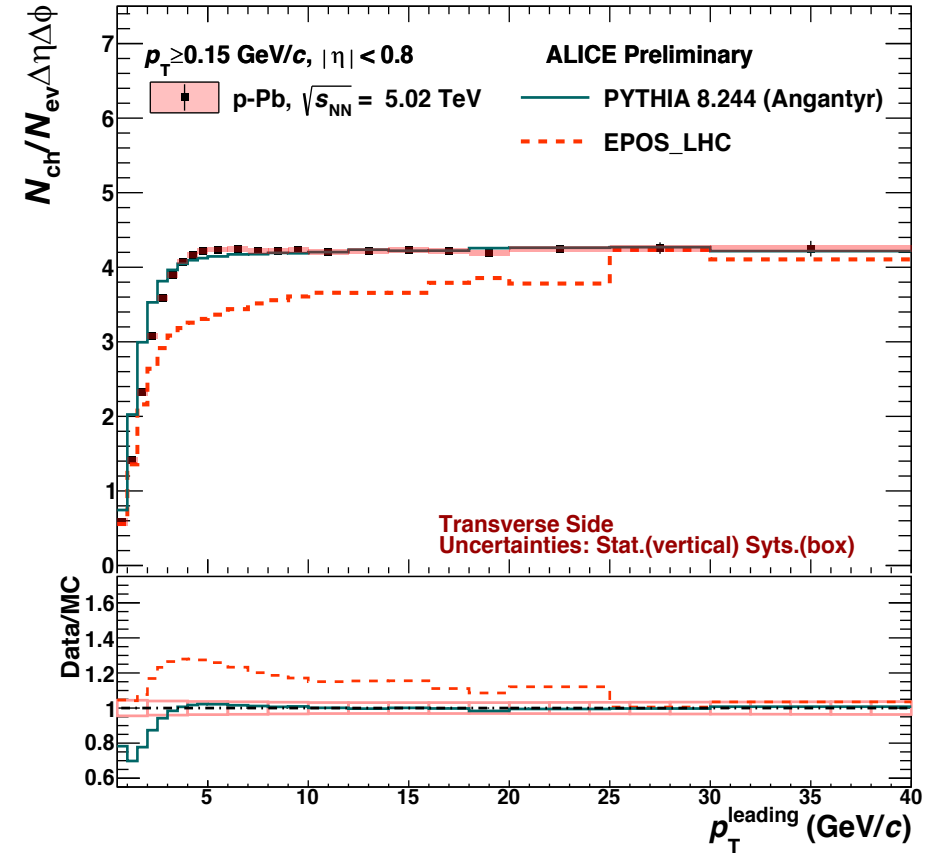 N_ch/N_ev ΔηΔφ
p_T ≥0.15 GeV/c, |η| < 0.8
ALICE Preliminary
p-Pb, √s_NN = 5.02 TeV
PYTHIA 8.244 (Angantyr)
EPOS_LHC
7
6
5
4
3
2
1
0
Transverse Side
Uncertainties: Stat.(vertical) Syts.(box)
Data/MC
1.6
1.4
1.2
1
0.8
0.6
5 10 15 20 25 30 35 40
p_T^leading (GeV/c)